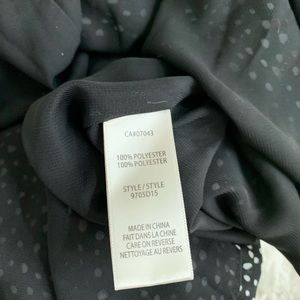 CA#07043
100% POLYESTER
100% POLYESTER
STYLE / STYLE
9705D15
MADE IN CHINA
FAIT DANS LA CHINE
CARE ON REVERSE
NETTOYAGE AU REVERS